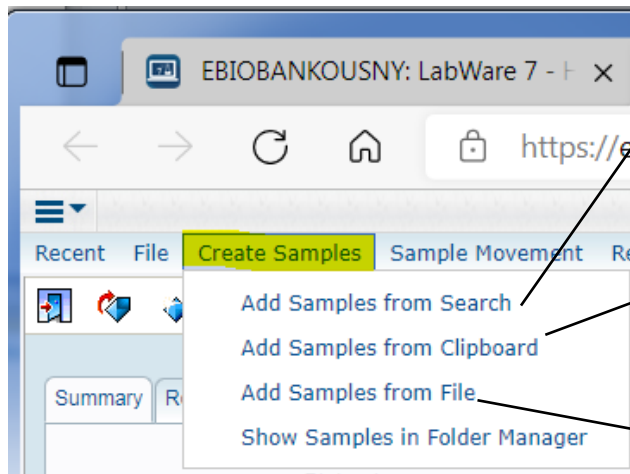 EBIOBANKOUSNY: LabWare 7 -
https://e
Recent File Create Samples Sample Movement Re
Add Samples from Search
Add Samples from Clipboard
Add Samples from File
Show Samples in Folder Manager
Summary R